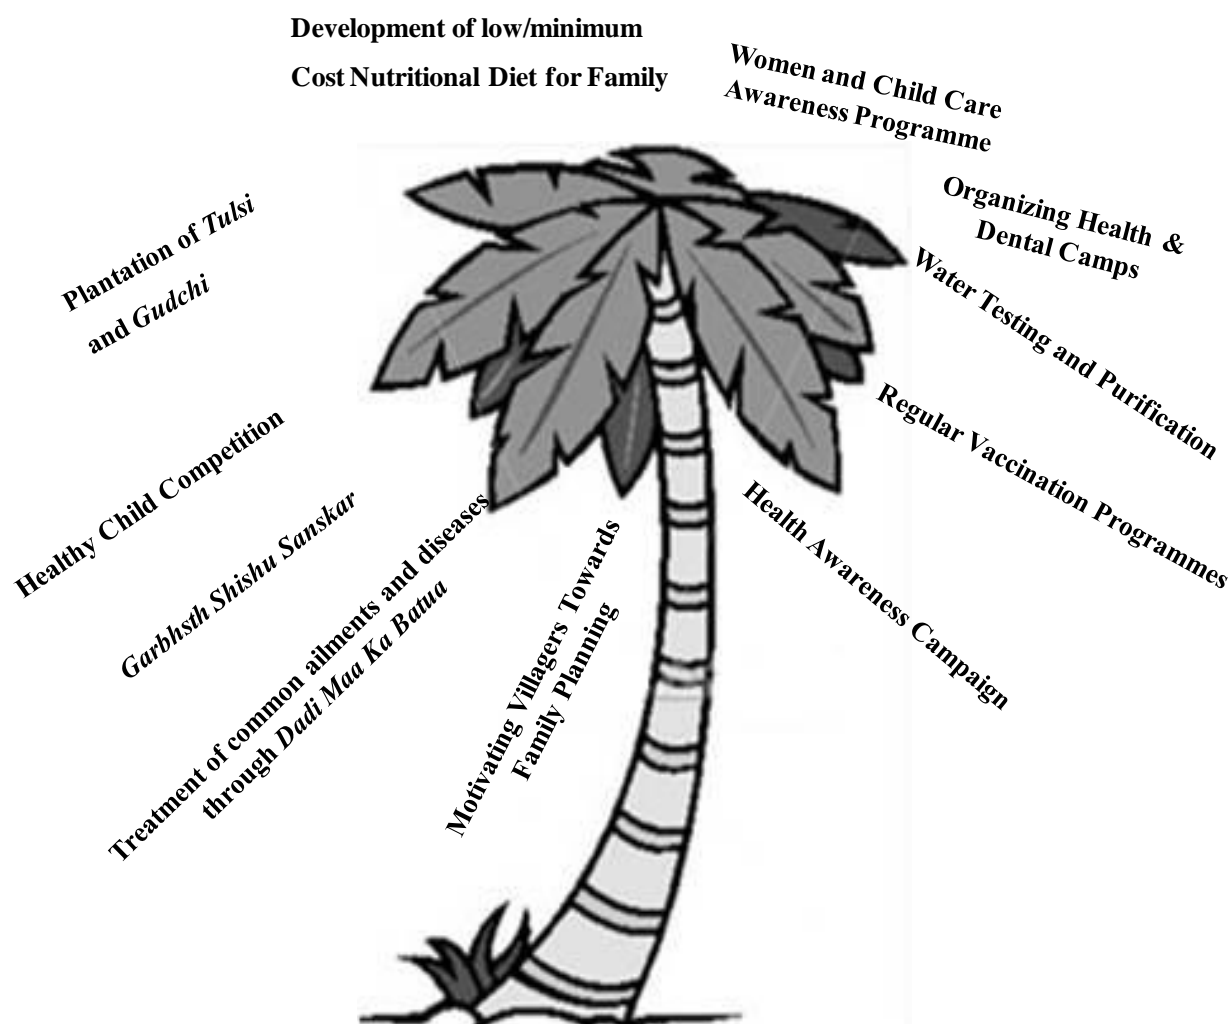 Development of low/minimum
Cost Nutritional Diet for Family
Women and Child Care
Awareness Programme
Organizing Health &
Dental Camps
Water Testing and Purification
Regular Vaccination Programmes
Health Awareness Campaign
Motivating Villagers Towards
Family Planning
Treatment of common ailments and diseases
through Dadi Maa Ka Batua
Garbhsth Shishu Sanskar
Healthy Child Competition
Plantation of Tulsi
and Gudchi